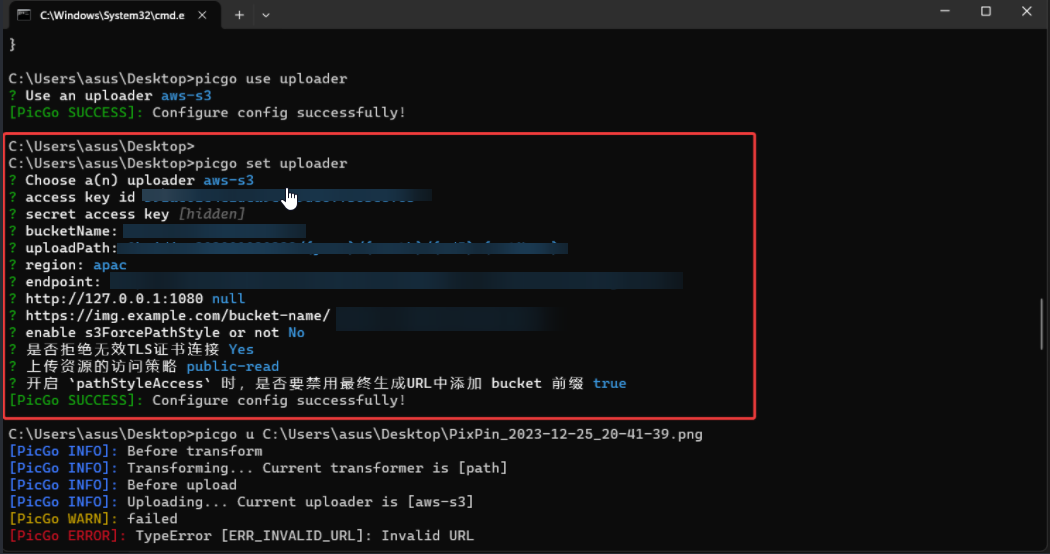 C:\Windows\System32\cmd.e
}
C:\Users\asus\Desktop>picgo use uploader
? Use an uploader aws-s3
[PicGo SUCCESS]: Configure config successfully!
C:\Users\asus\Desktop>
C:\Users\asus\Desktop>picgo set uploader
? Choose a(n) uploader aws-s3
? access key id
? secret access key [hidden]
? bucketName:
? uploadPath:
? region: apac
? endpoint:
? http://127.0.0.1:1080 null
? https://img.example.com/bucket-name/
? enable s3ForcePathStyle or not No
? 是否拒绝无效TLS证书连接 Yes
? 上传资源的访问策略 public-read
? 开启 `pathStyleAccess` 时，是否要禁用最终生成URL中添加 bucket 前缀 true
[PicGo SUCCESS]: Configure config successfully!
C:\Users\asus\Desktop>picgo u C:\Users\asus\Desktop\PixPin_2023-12-25_20-41-39.png
[PicGo INFO]: Before transform
[PicGo INFO]: Transforming... Current transformer is [path]
[PicGo INFO]: Before upload
[PicGo INFO]: Uploading... Current uploader is [aws-s3]
[PicGo WARN]: failed
[PicGo ERROR]: TypeError [ERR_INVALID_URL]: Invalid URL